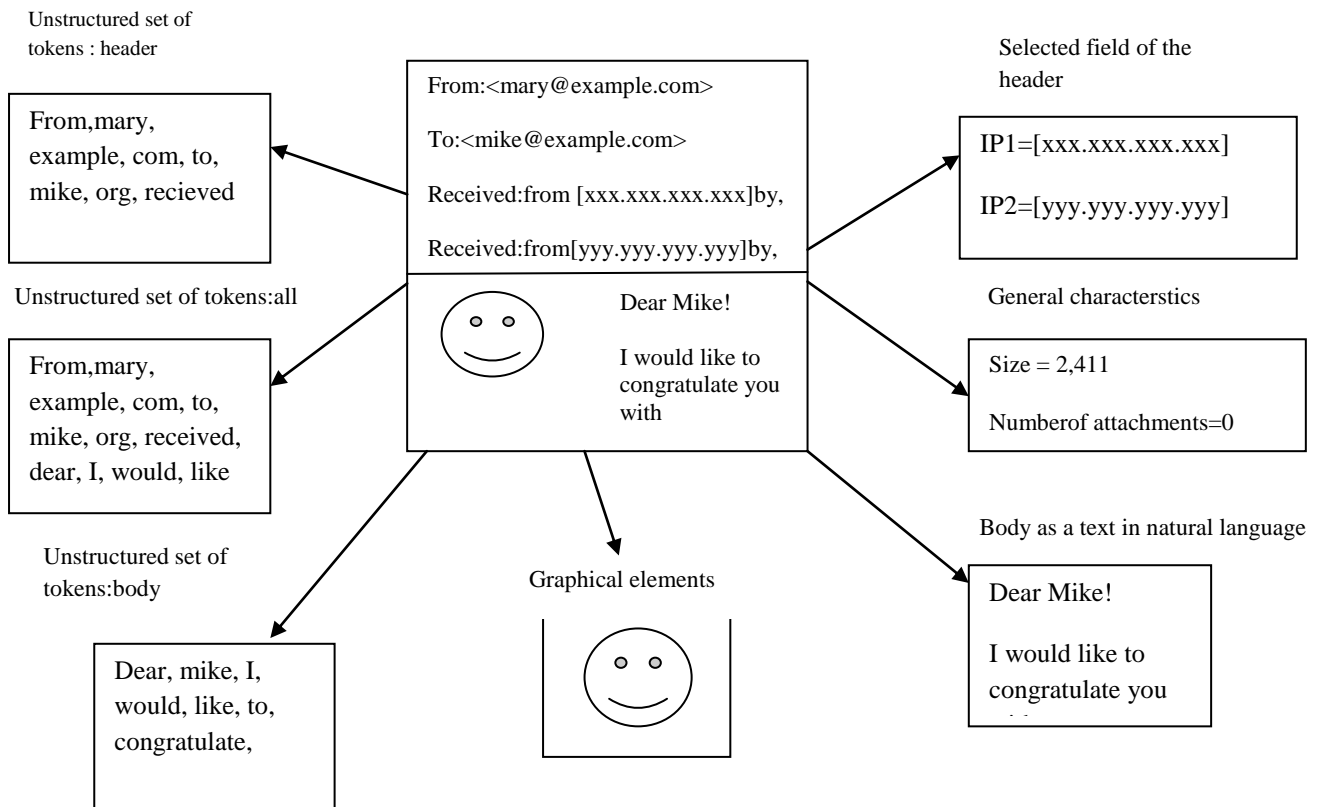 Unstructured set of
tokens : header
From,mary,
example, com, to,
mike, org, recieved
Unstructured set of tokens:all
From,mary,
example, com, to,
mike, org, received,
dear, I, would, like
Unstructured set of
tokens:body
Dear, mike, I,
would, like, to,
congratulate,
From:<mary@example.com>
To:<mike@example.com>
Received:from [xxx.xxx.xxx.xxx]by,
Received:from[yyy.yyy.yyy.yyy]by,
Dear Mike!
I would like to
congratulate you
with
Graphical elements
Selected field of the
header
IP1=[xxx.xxx.xxx.xxx]
IP2=[yyy.yyy.yyy.yyy]
General characterstics
Size = 2,411
Numberof attachments=0
Body as a text in natural language
Dear Mike!
I would like to
congratulate you